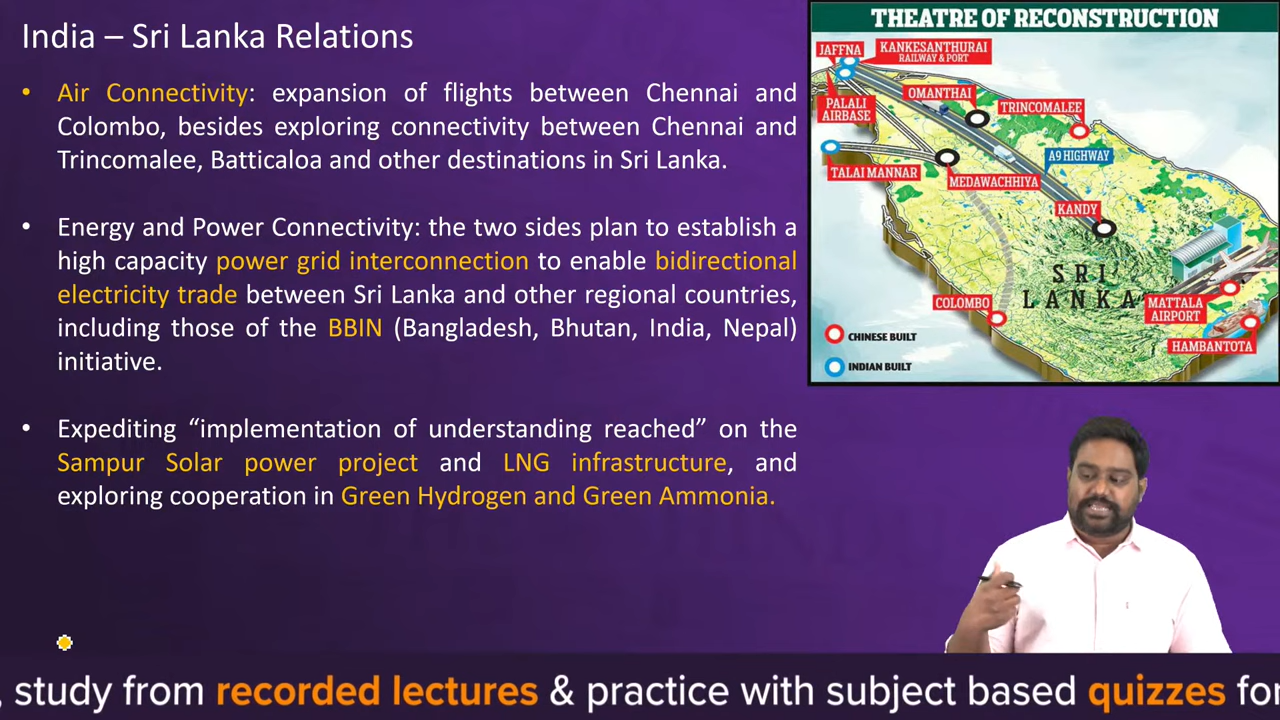 India – Sri Lanka Relations
• Air Connectivity: expansion of flights between Chennai and
Colombo, besides exploring connectivity between Chennai and
Trincomalee, Batticaloa and other destinations in Sri Lanka.
• Energy and Power Connectivity: the two sides plan to establish a
high capacity power grid interconnection to enable bidirectional
electricity trade between Sri Lanka and other regional countries,
including those of the BBIN (Bangladesh, Bhutan, India, Nepal)
initiative.
• Expediting “implementation of understanding reached” on the
Sampur Solar power project and LNG infrastructure, and
exploring cooperation in Green Hydrogen and Green Ammonia.
THEATRE OF RECONSTRUCTION
JAFFNA
KANKESANTHURAI
RAILWAY & PORT
PALALI
AIRBASE
OMANTHAI
TRINCOMALEE
A9 HIGHWAY
TALAI MANNAR
MEDAWACHHIYA
KANDY
SRI
LANKA
COLOMBO
MATTALA
AIRPORT
HAMBANTOTA
CHINESE BUILT
INDIAN BUILT
, study from recorded lectures & practice with subject based quizzes for